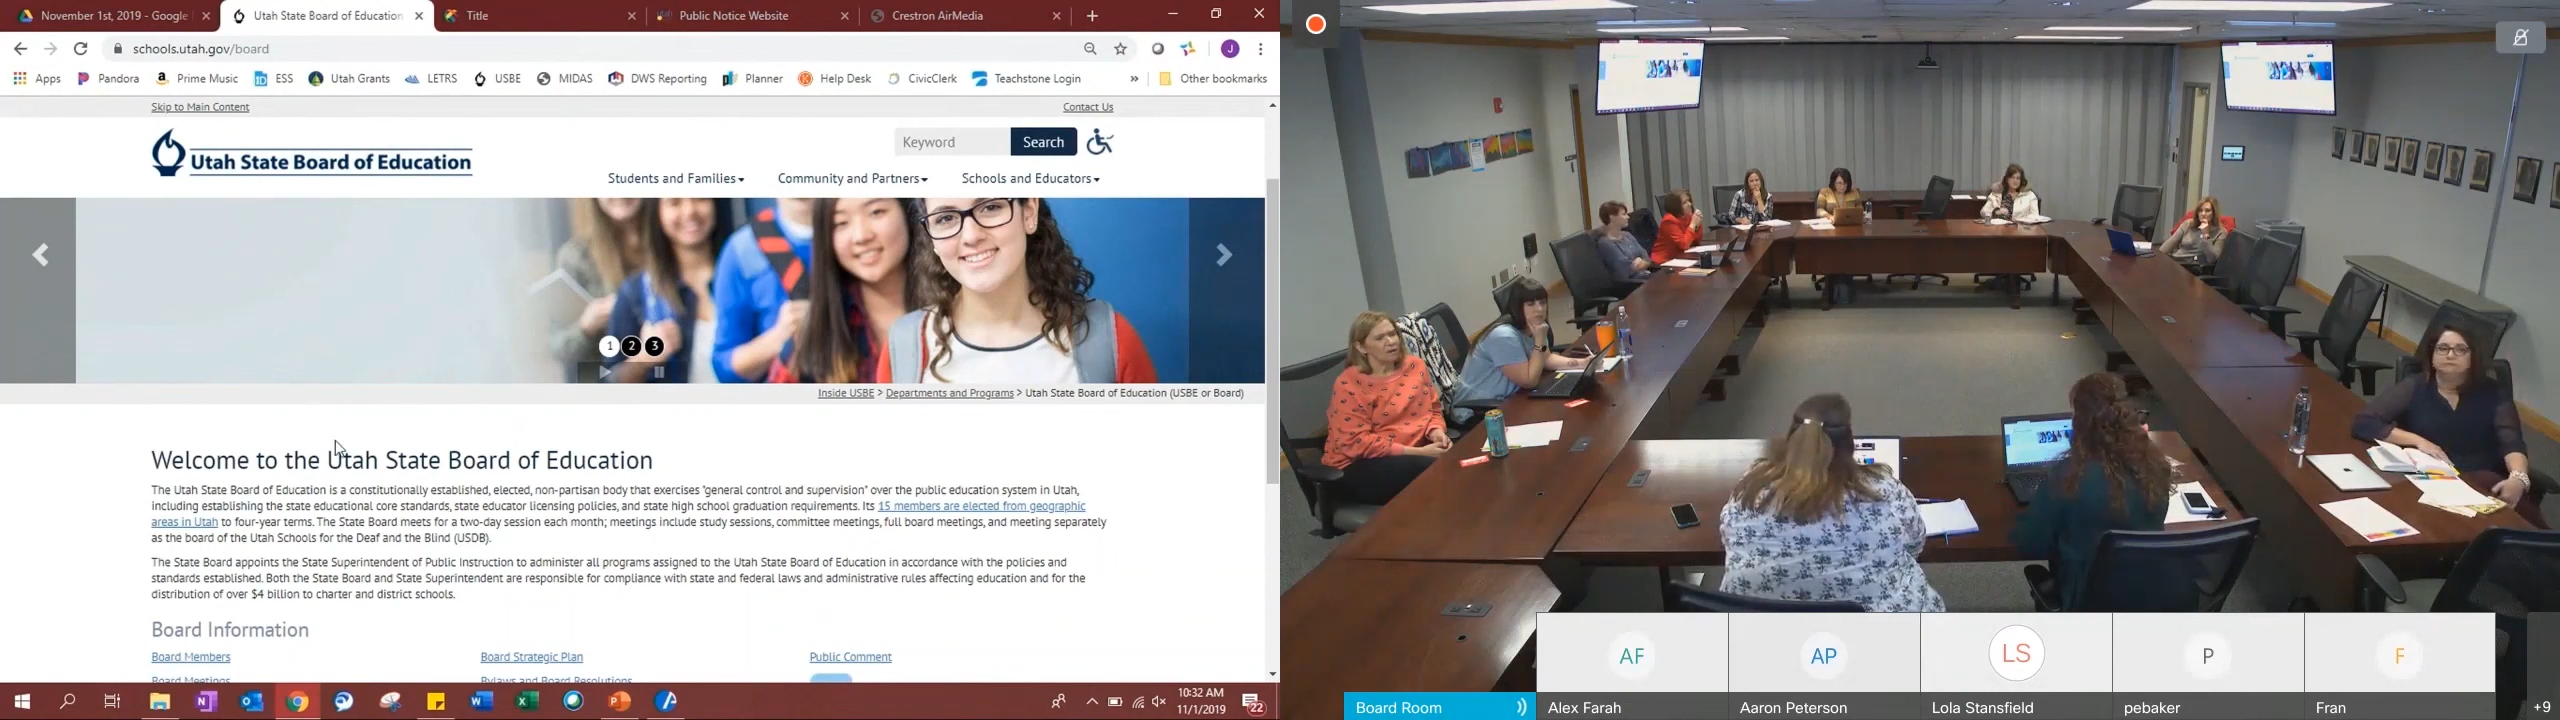 November 1st, 2019 - Google
Utah State Board of Education
Title
Public Notice Website
Crestron AirMedia
schools.utah.gov/board
J
Apps
Pandora
Prime Music
ESS
Utah Grants
LETRS
USBE
MIDAS
DWS Reporting
Planner
Help Desk
CivicClerk
Teachstone Login
»
Other bookmarks
Skip to Main Content
Contact Us
Utah State Board of Education
Keyword
Search
Students and Families
Community and Partners
Schools and Educators
1 2 3
Inside USBE > Departments and Programs > Utah State Board of Education (USBE or Board)
Welcome to the Utah State Board of Education
The Utah State Board of Education is a constitutionally established, elected, non-partisan body that exercises "general control and supervision" over the public education system in Utah,
including establishing the state educational core standards, state educator licensing policies, and state high school graduation requirements. Its 15 members are elected from geographic
areas in Utah to four-year terms. The State Board meets for a two-day session each month; meetings include study sessions, committee meetings, full board meetings, and meeting separately
as the board of the Utah Schools for the Deaf and the Blind (USDB).
The State Board appoints the State Superintendent of Public Instruction to administer all programs assigned to the Utah State Board of Education in accordance with the policies and
standards established. Both the State Board and State Superintendent are responsible for compliance with state and federal laws and administrative rules affecting education and for the
distribution of over $4 billion to charter and district schools.
Board Information
Board Members
Board Strategic Plan
Public Comment
Board Meetings
Bylaws and Board Resolutions
10:32 AM
11/1/2019
22
AF
AP
LS
P
F
Board Room
Alex Farah
Aaron Peterson
Lola Stansfield
pebaker
Fran
+9